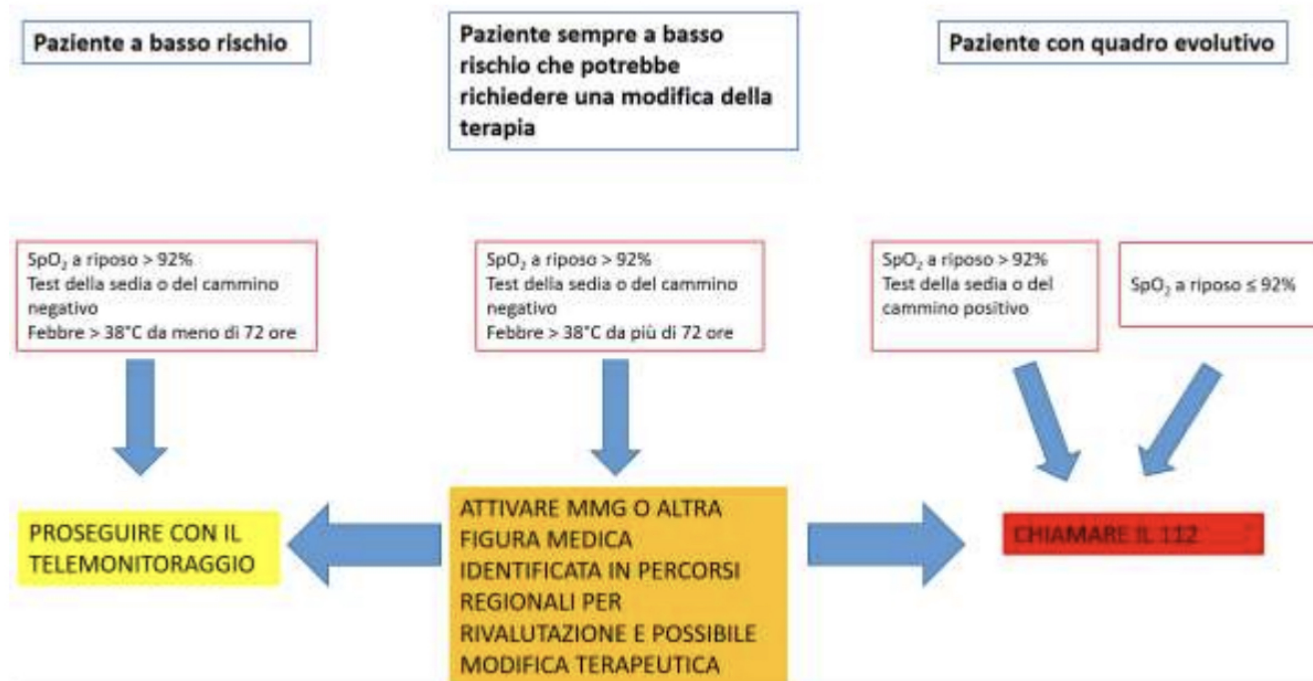 Paziente a basso rischio
Paziente sempre a basso
rischio che potrebbe
richiedere una modifica della
terapia
Paziente con quadro evolutivo
SpO₂ a riposo > 92%
Test della sedia o del cammino
negativo
Febbre > 38°C da meno di 72 ore
SpO₂ a riposo > 92%
Test della sedia o del cammino
negativo
Febbre > 38°C da più di 72 ore
SpO₂ a riposo > 92%
Test della sedia o del
cammino positivo
SpO₂ a riposo ≤ 92%
PROSEGUIRE CON IL
TELEMONITORAGGIO
ATTIVARE MMG O ALTRA
FIGURA MEDICA
IDENTIFICATA IN PERCORSI
REGIONALI PER
RIVALUTAZIONE E POSSIBILE
MODIFICA TERAPEUTICA
CHIAMARE IL 112